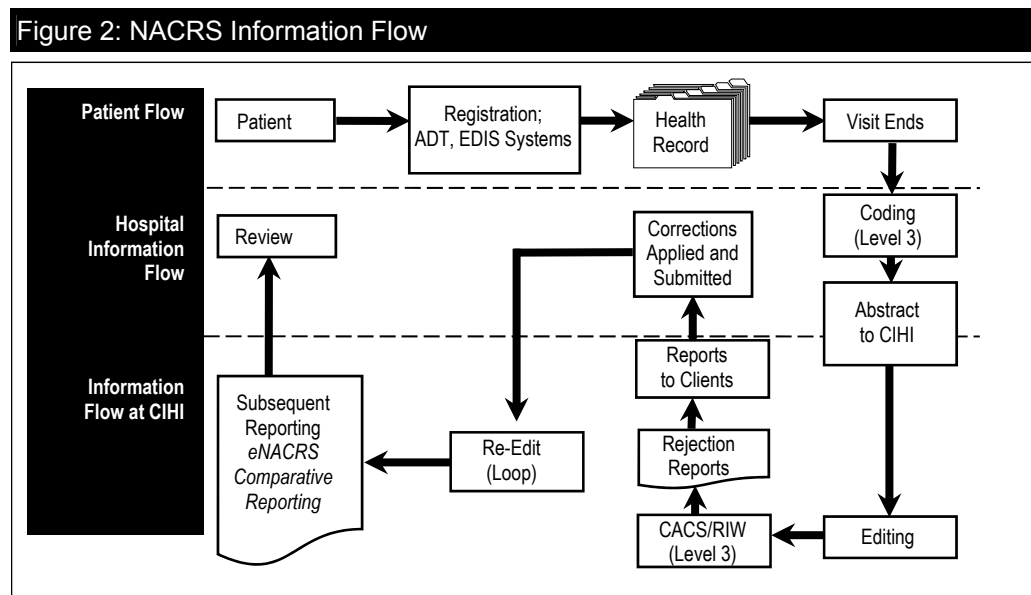 Figure 2: NACRS Information Flow
Patient Flow
Patient
Registration;
ADT, EDIS Systems
Health
Record
Visit Ends
Hospital
Information
Flow
Review
Corrections
Applied and
Submitted
Coding
(Level 3)
Abstract
to CIHI
Information
Flow at CIHI
Subsequent
Reporting
eNACRS
Comparative
Reporting
Re-Edit
(Loop)
Reports
to Clients
Rejection
Reports
CACS/RIW
(Level 3)
Editing